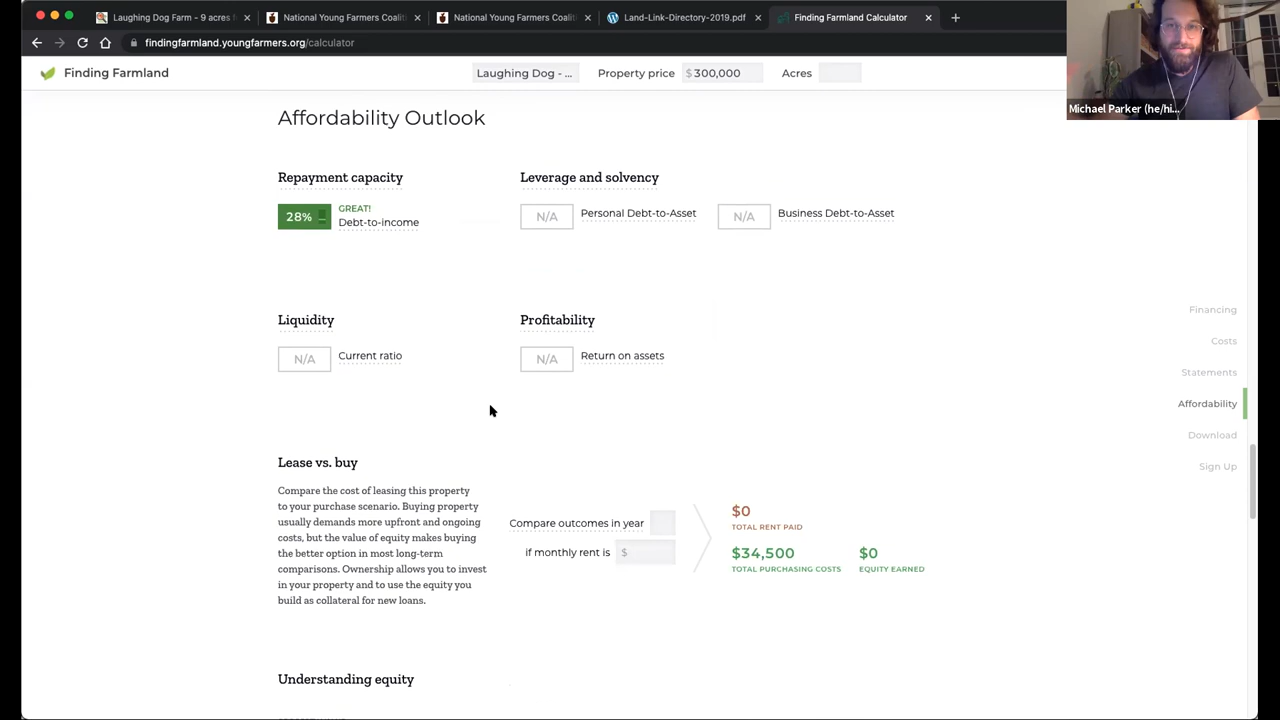 Laughing Dog Farm - 9 acres f
National Young Farmers Coaliti
National Young Farmers Coaliti
Land-Link-Directory-2019.pdf
Finding Farmland Calculator
findingfarmland.youngfarmers.org/calculator
Michael Parker (he/hi...
Finding Farmland
Laughing Dog - ...
Property price
$ 300,000
Acres
Affordability Outlook
Repayment capacity
28%
GREAT!
Debt-to-income
Leverage and solvency
N/A
Personal Debt-to-Asset
N/A
Business Debt-to-Asset
Liquidity
N/A
Current ratio
Profitability
N/A
Return on assets
Financing
Costs
Statements
Affordability
Download
Sign Up
Lease vs. buy
Compare the cost of leasing this property
to your purchase scenario. Buying property
usually demands more upfront and ongoing
costs, but the value of equity makes buying
the better option in most long-term
comparisons. Ownership allows you to invest
in your property and to use the equity you
build as collateral for new loans.
Compare outcomes in year
if monthly rent is $
$0
TOTAL RENT PAID
$34,500
TOTAL PURCHASING COSTS
$0
EQUITY EARNED
Understanding equity